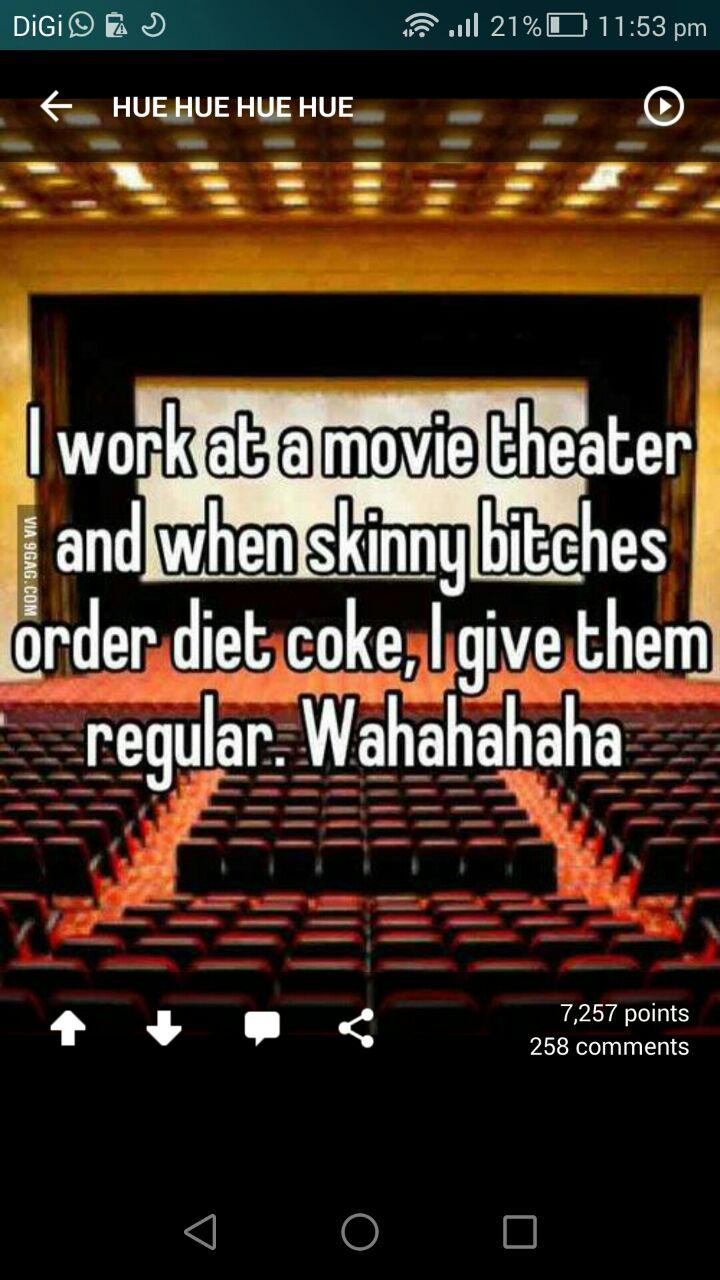 DiGi 21% 11:53 pm
HUE HUE HUE HUE
I work at a movie theater
and when skinny bitches
order diet coke, I give them
regular. Wahahahaha
VIA 9GAG.COM
7,257 points
258 comments